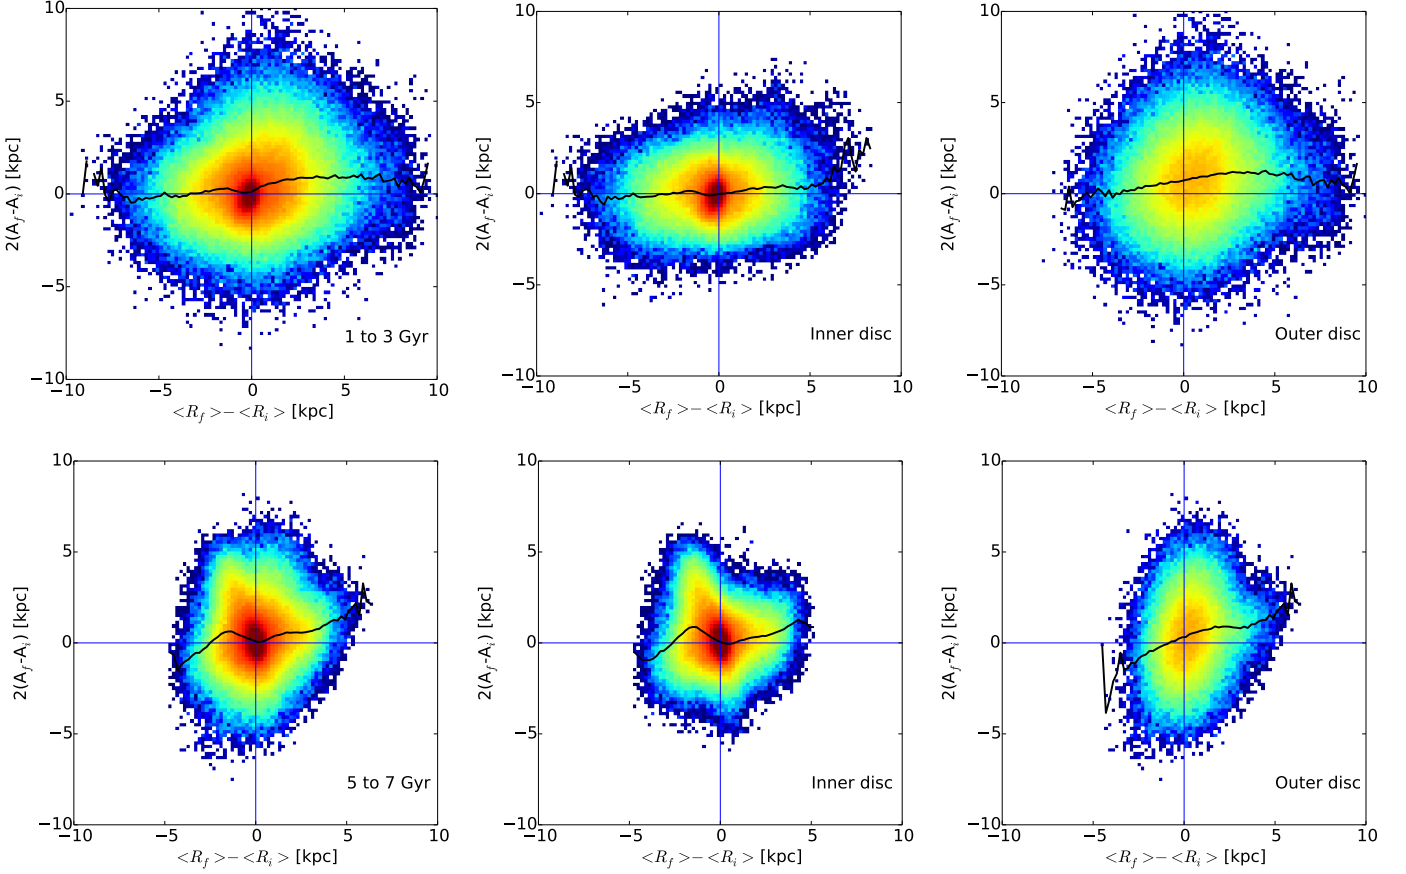 10
5
0
−5
−10
2(A_f-A_i) [kpc]
1 to 3 Gyr
−10 −5 0 5 10
<R_f>−<R_i> [kpc]
10
5
0
−5
−10
2(A_f-A_i) [kpc]
Inner disc
−10 −5 0 5 10
<R_f>−<R_i> [kpc]
10
5
0
−5
−10
2(A_f-A_i) [kpc]
Outer disc
−10 −5 0 5 10
<R_f>−<R_i> [kpc]
10
5
0
−5
−10
2(A_f-A_i) [kpc]
5 to 7 Gyr
−10 −5 0 5 10
<R_f>−<R_i> [kpc]
10
5
0
−5
−10
2(A_f-A_i) [kpc]
Inner disc
−10 −5 0 5 10
<R_f>−<R_i> [kpc]
10
5
0
−5
−10
2(A_f-A_i) [kpc]
Outer disc
−10 −5 0 5 10
<R_f>−<R_i> [kpc]